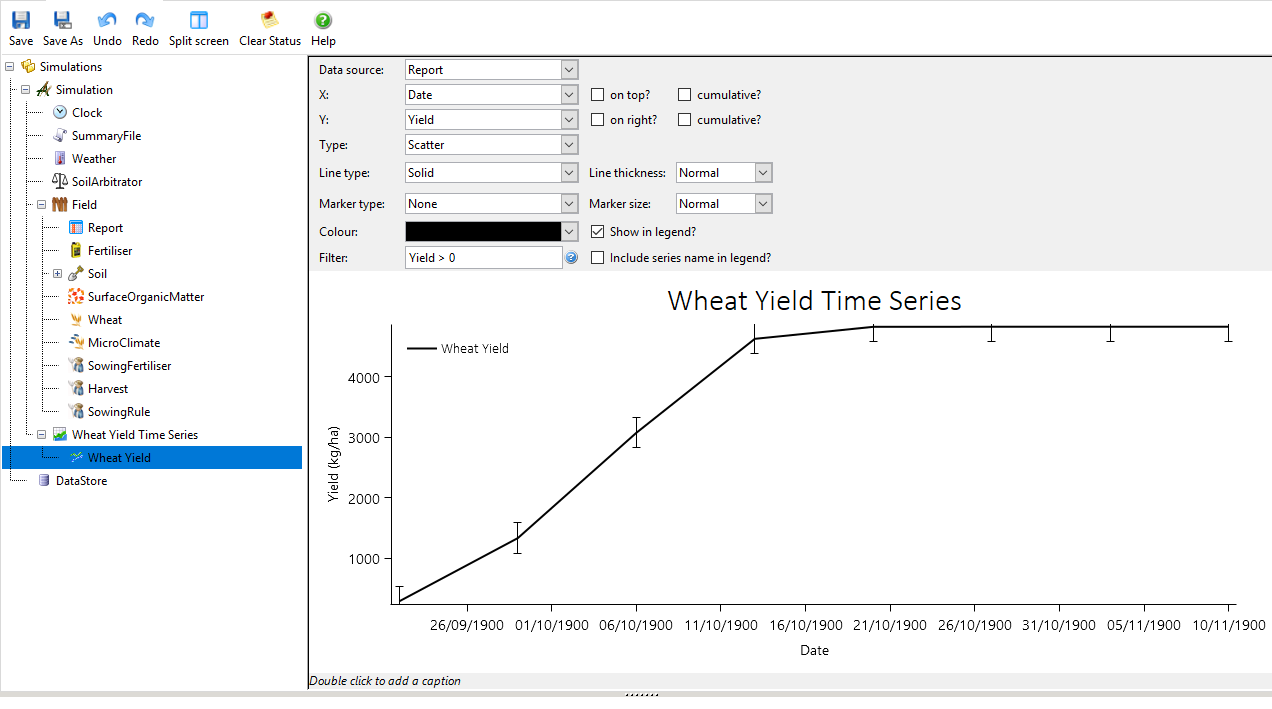 Save Save As Undo Redo Split screen Clear Status Help
Simulations
Simulation
Clock
SummaryFile
Weather
SoilArbitrator
Field
Report
Fertiliser
Soil
SurfaceOrganicMatter
Wheat
MicroClimate
SowingFertiliser
Harvest
SowingRule
Wheat Yield Time Series
Wheat Yield
DataStore
Data source: Report
X: Date on top? cumulative?
Y: Yield on right? cumulative?
Type: Scatter
Line type: Solid Line thickness: Normal
Marker type: None Marker size: Normal
Colour: Show in legend?
Filter: Yield > 0 Include series name in legend?
Wheat Yield Time Series
Wheat Yield
Yield (kg/ha)
4000
3000
2000
1000
26/09/1900 01/10/1900 06/10/1900 11/10/1900 16/10/1900 21/10/1900 26/10/1900 31/10/1900 05/11/1900 10/11/1900
Date
Double click to add a caption